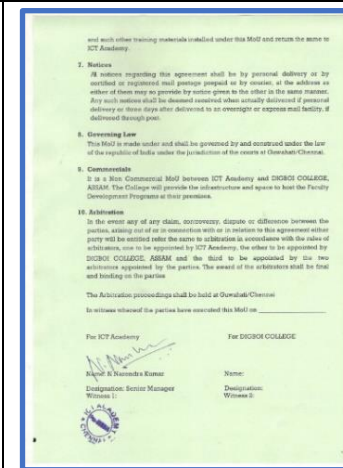 and such other training materials installed under this MoU and return the same to
ICT Academy.
7. Notices
All notices regarding this agreement shall be by personal delivery or by
certified or registered mail postage prepaid or by courier, at the address as
either of them may so provide by notice given to the other in the same manner.
Any such notices shall be deemed received when actually delivered if personal
delivery or three days after delivered to an overnight or express mail facility, if
delivered through post.
8. Governing Law
This MoU is made under and shall be governed by and construed under the law
of the republic of India under the jurisdiction of the courts at Guwahati/Chennai.
9. Commercials
It is a Non Commercial MoU between ICT Academy and DIGBOI COLLEGE,
ASSAM. The College will provide the infrastructure and space to host the Faculty
Development Programs at their premises.
10. Arbitration
In the event any of any claim, controversy, dispute or difference between the
parties, arising out of or in connection with or in relation to this agreement either
party will be entitled refer the same to arbitration in accordance with the rules of
arbitrators, one to be appointed by ICT Academy, the other to be appointed by
DIGBOI COLLEGE, ASSAM and the third to be appointed by the two
arbitrators appointed by the parties. The award of the arbitrators shall be final
and binding on the parties
The Arbitration proceedings shall be held at Guwahati/Chennai
In witness whereof the parties have executed this MoU on
For ICT Academy For DIGBOI COLLEGE
Name: Narendra Kumar Name:
Designation: Senior Manager Designation:
Witness 1: Witness 2:
ICT ACADEMY